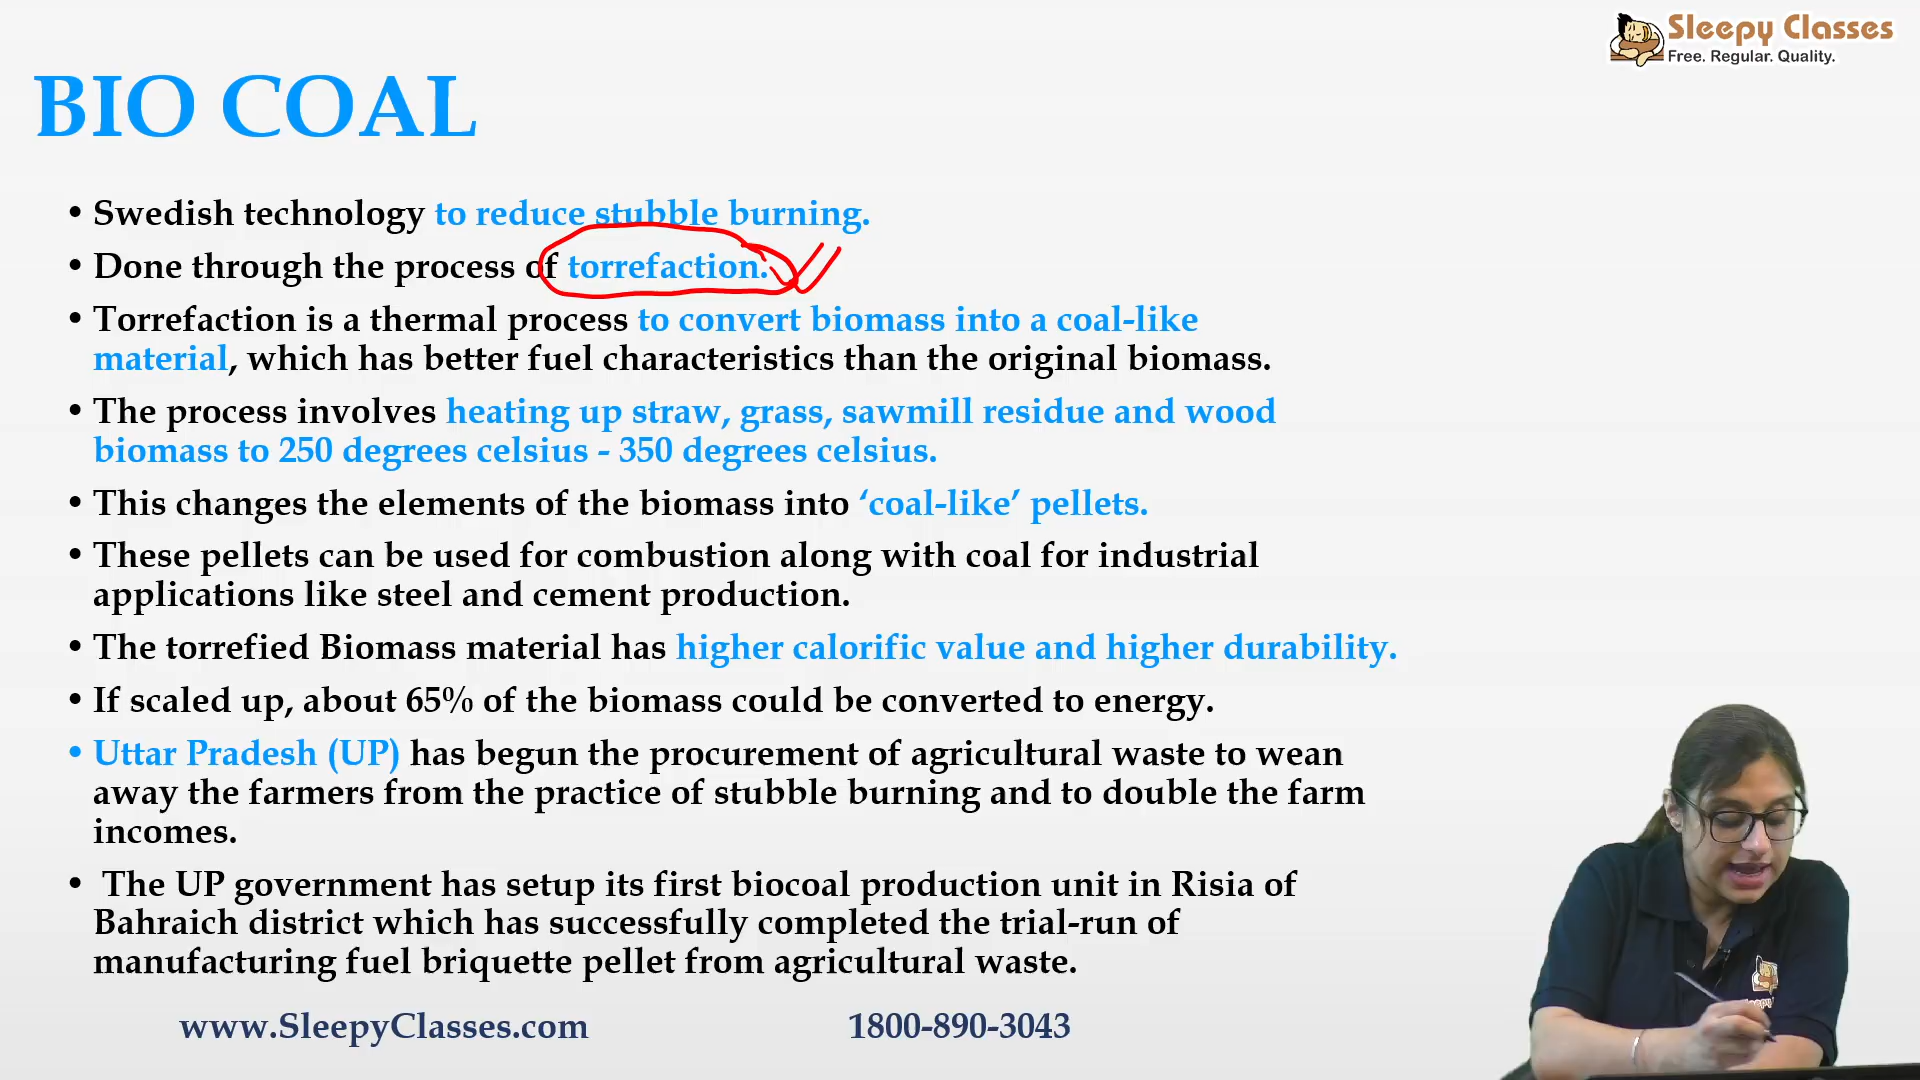 Sleepy Classes
Free. Regular. Quality.
BIO COAL
• Swedish technology to reduce stubble burning.
• Done through the process of torrefaction.
• Torrefaction is a thermal process to convert biomass into a coal-like
material, which has better fuel characteristics than the original biomass.
• The process involves heating up straw, grass, sawmill residue and wood
biomass to 250 degrees celsius - 350 degrees celsius.
• This changes the elements of the biomass into ‘coal-like’ pellets.
• These pellets can be used for combustion along with coal for industrial
applications like steel and cement production.
• The torrefied Biomass material has higher calorific value and higher durability.
• If scaled up, about 65% of the biomass could be converted to energy.
• Uttar Pradesh (UP) has begun the procurement of agricultural waste to wean
away the farmers from the practice of stubble burning and to double the farm
incomes.
• The UP government has setup its first biocoal production unit in Risia of
Bahraich district which has successfully completed the trial-run of
manufacturing fuel briquette pellet from agricultural waste.
www.SleepyClasses.com 1800-890-3043